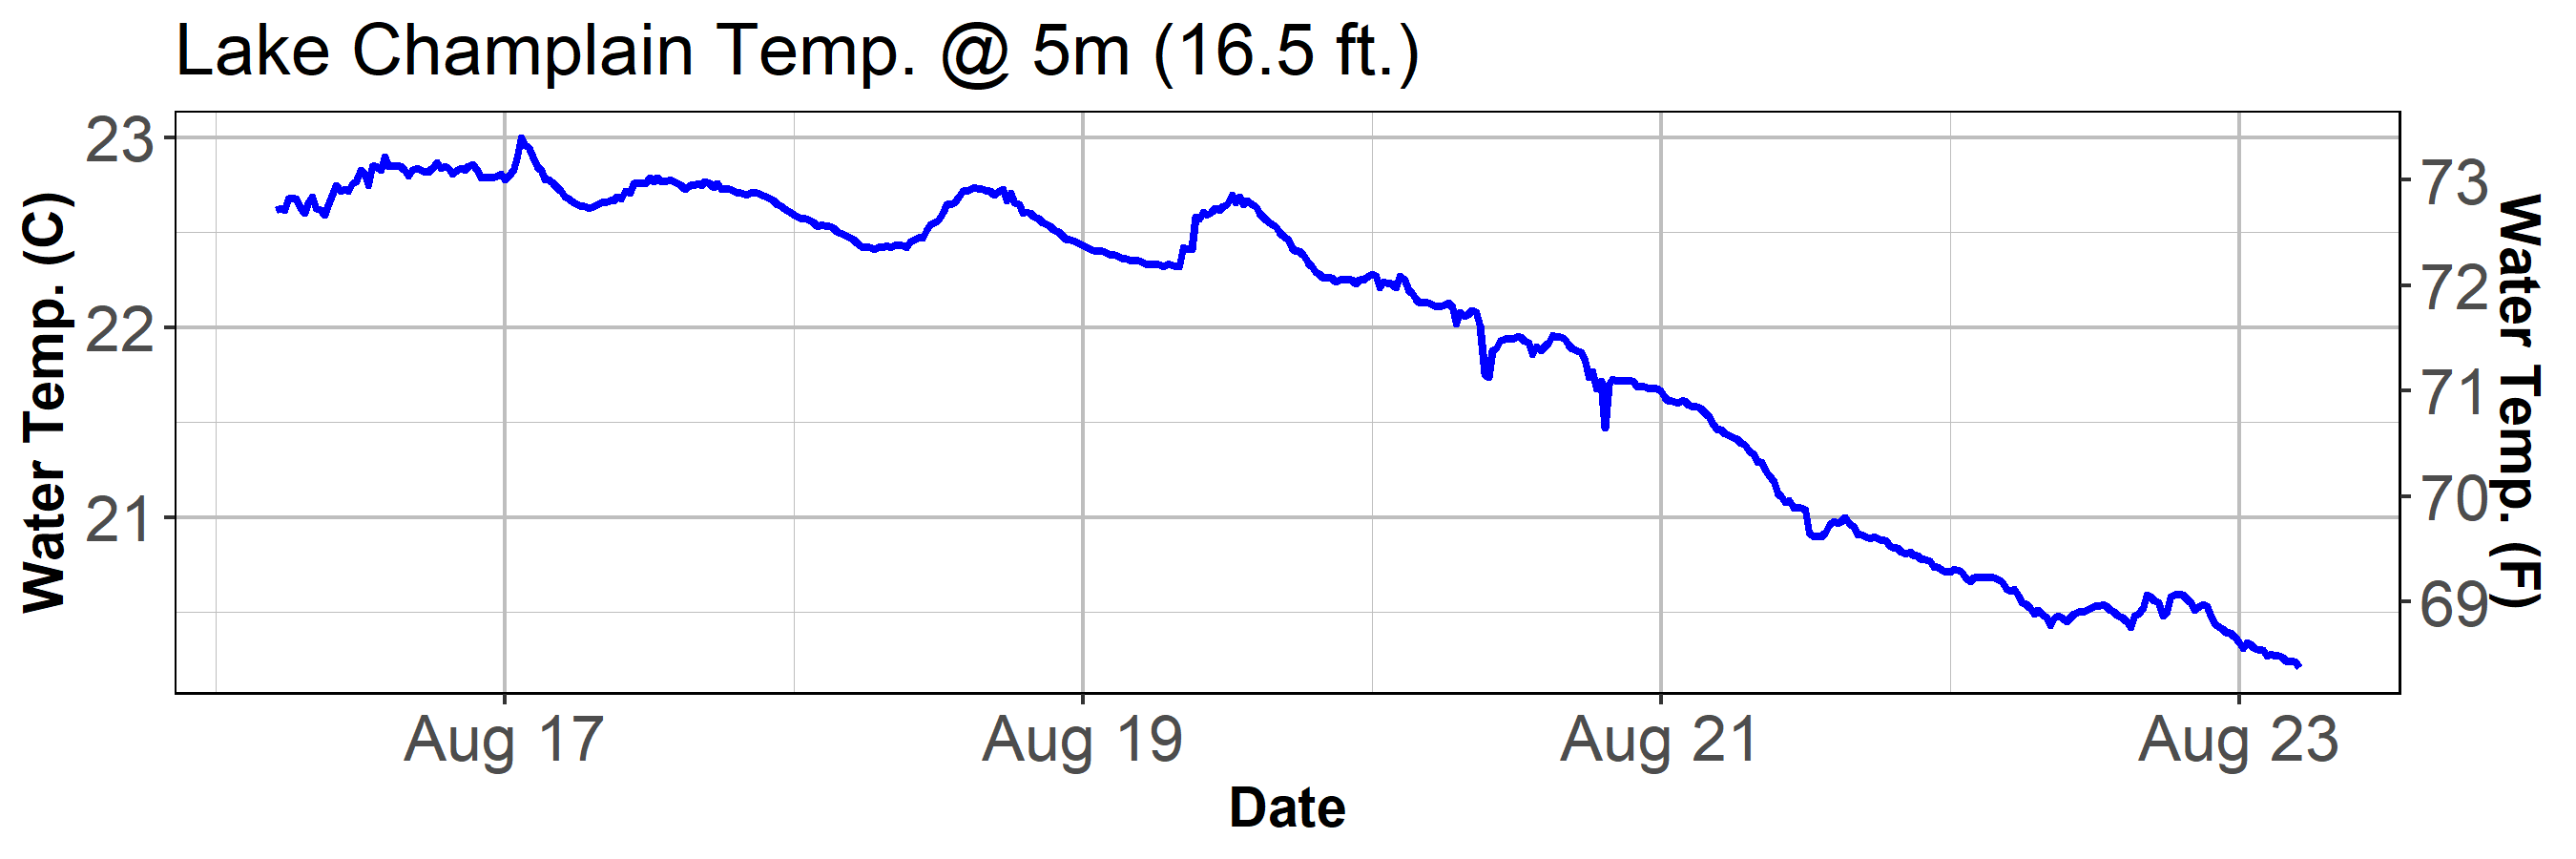 Lake Champlain Temp. @ 5m (16.5 ft.)
Water Temp. (C)
23
22
21
73
72
71
70
69
Water Temp. (F)
Aug 17 Aug 19 Aug 21 Aug 23
Date